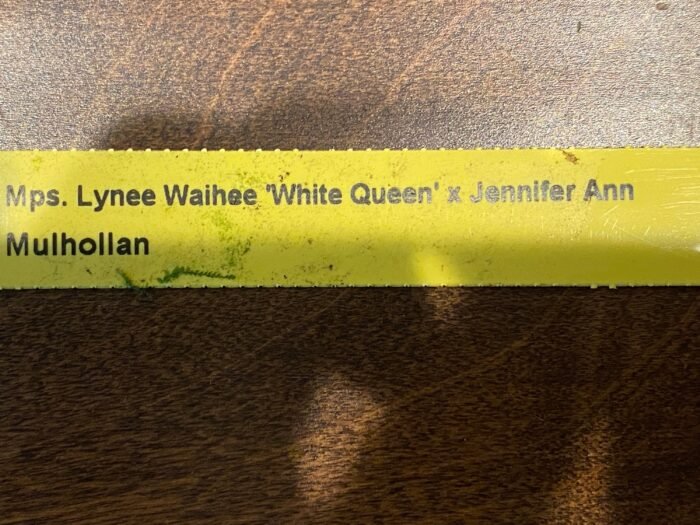 Mps. Lynee Waihee 'White Queen' x Jennifer Ann
Mulhollan